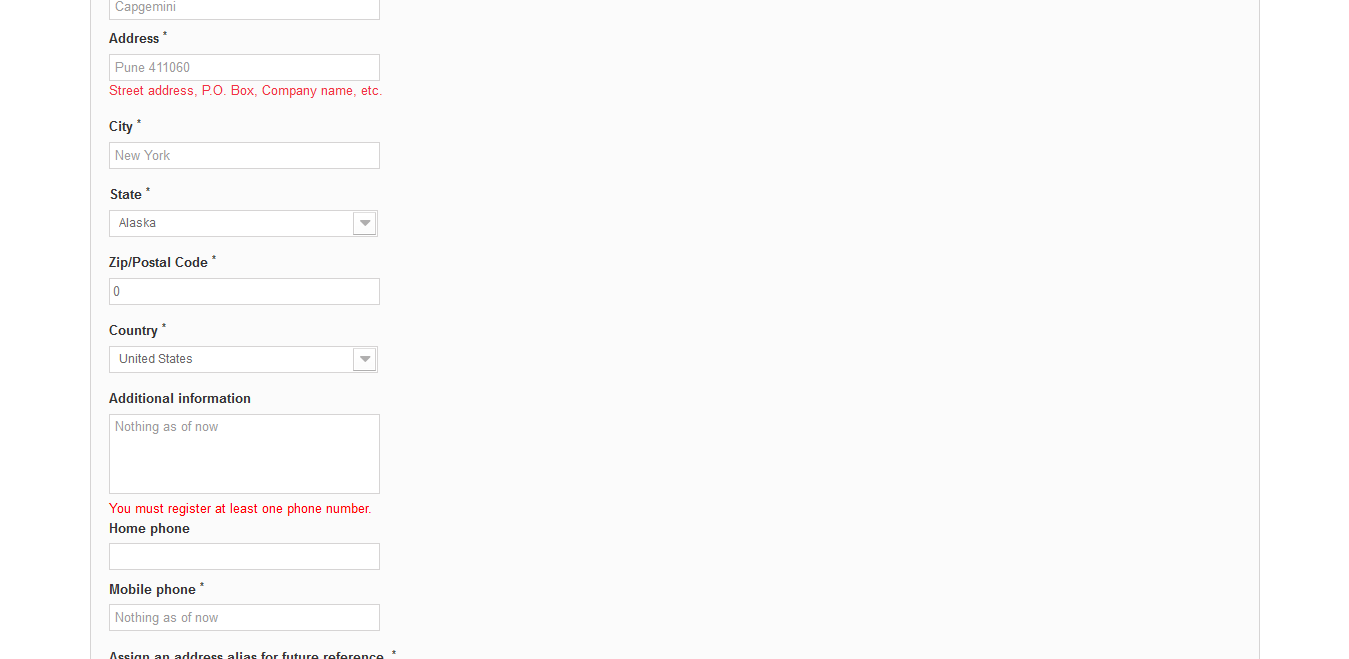 Capgemini
Address *
Pune 411060
Street address, P.O. Box, Company name, etc.
City *
New York
State *
Alaska
Zip/Postal Code *
0
Country *
United States
Additional information
Nothing as of now
You must register at least one phone number.
Home phone
Mobile phone *
Nothing as of now
Assign an address alias for future reference. *